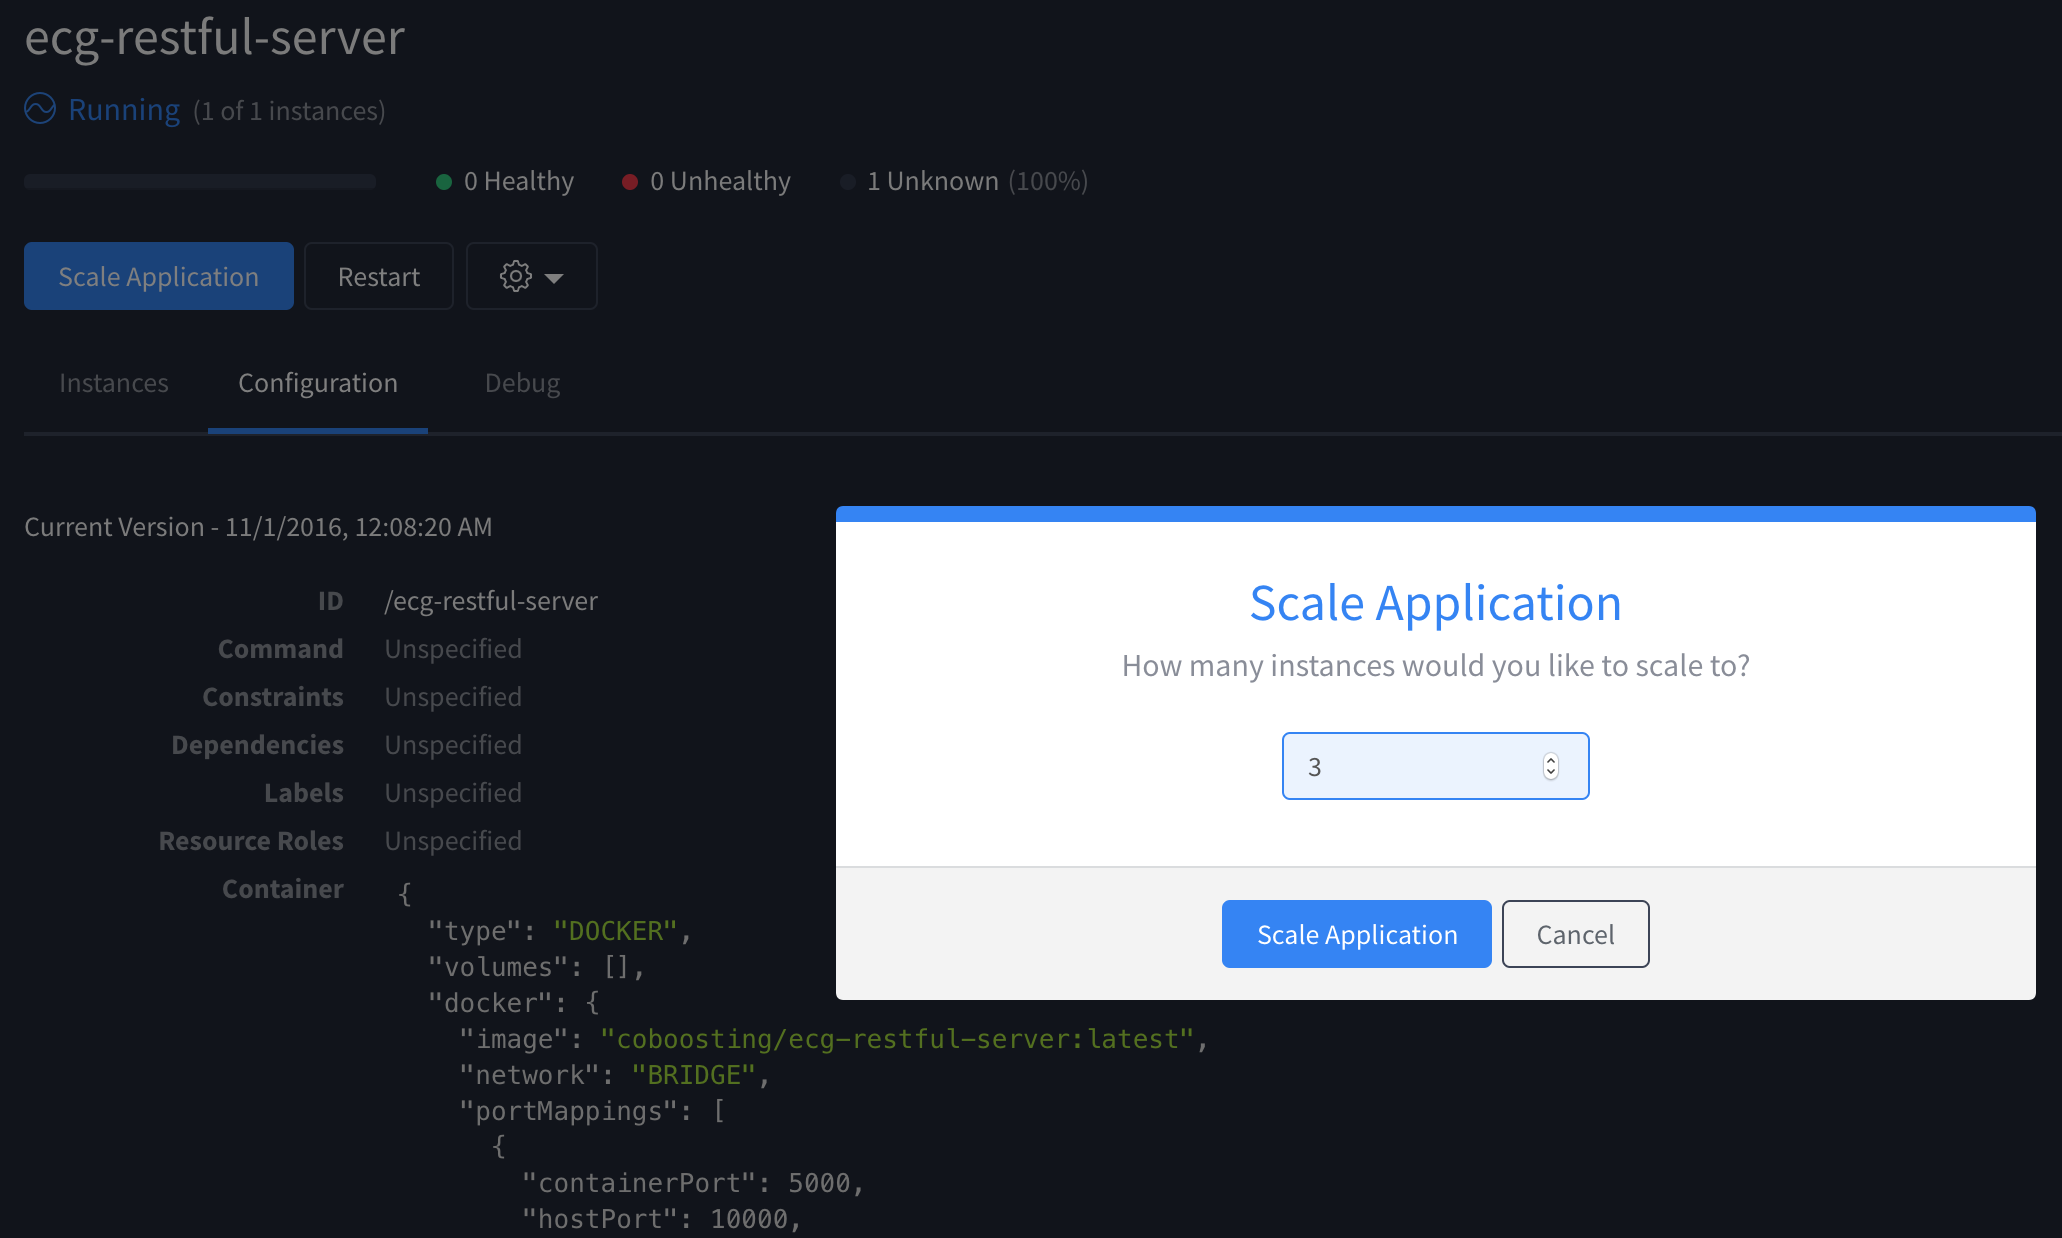 ecg-restful-server
Running (1 of 1 instances)
0 Healthy 0 Unhealthy 1 Unknown (100%)
Scale Application Restart
Instances Configuration Debug
Current Version - 11/1/2016, 12:08:20 AM
ID /ecg-restful-server
Command Unspecified
Constraints Unspecified
Dependencies Unspecified
Labels Unspecified
Resource Roles Unspecified
Container {
"type": "DOCKER",
"volumes": [],
"docker": {
"image": "coboosting/ecg-restful-server:latest",
"network": "BRIDGE",
"portMappings": [
{
"containerPort": 5000,
"hostPort": 10000,
Scale Application
How many instances would you like to scale to?
3
Scale Application Cancel